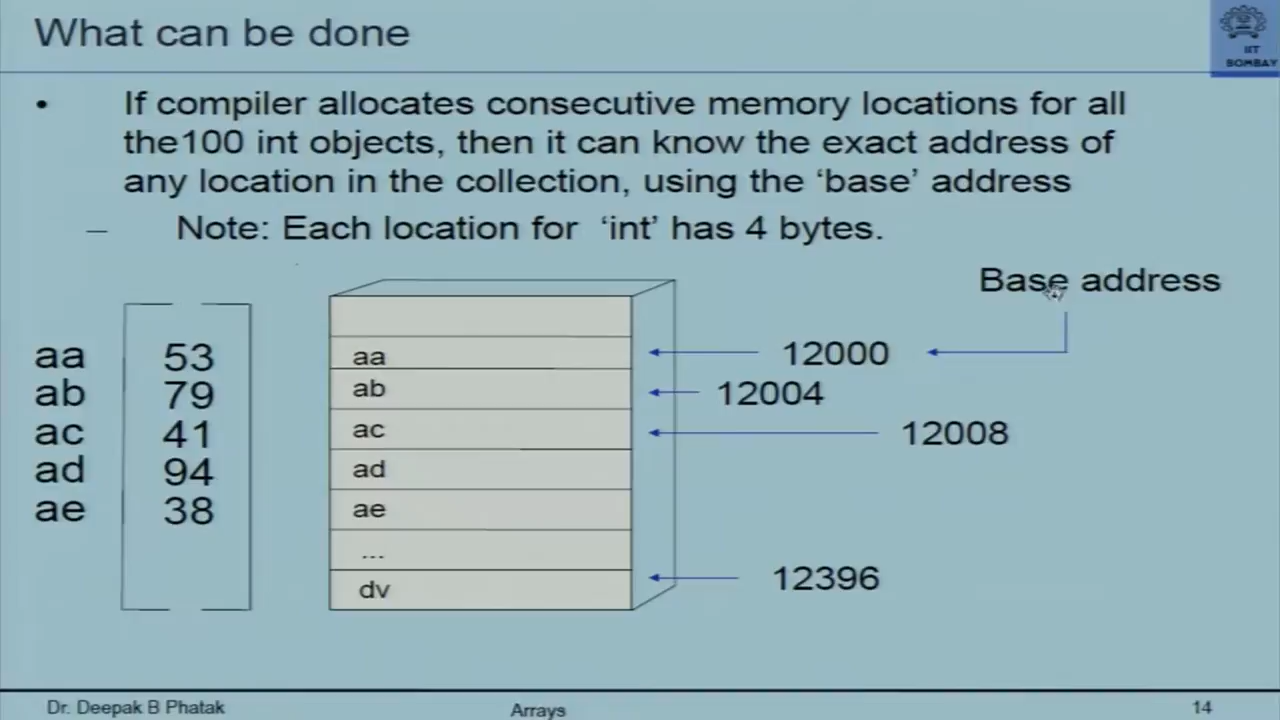 What can be done
IIT
BOMBAY
• If compiler allocates consecutive memory locations for all
the100 int objects, then it can know the exact address of
any location in the collection, using the ‘base’ address
– Note: Each location for ‘int’ has 4 bytes.
Base address
aa 53
ab 79
ac 41
ad 94
ae 38
aa
ab
ac
ad
ae
...
dv
12000
12004
12008
12396
Dr. Deepak B Phatak
Arrays
14